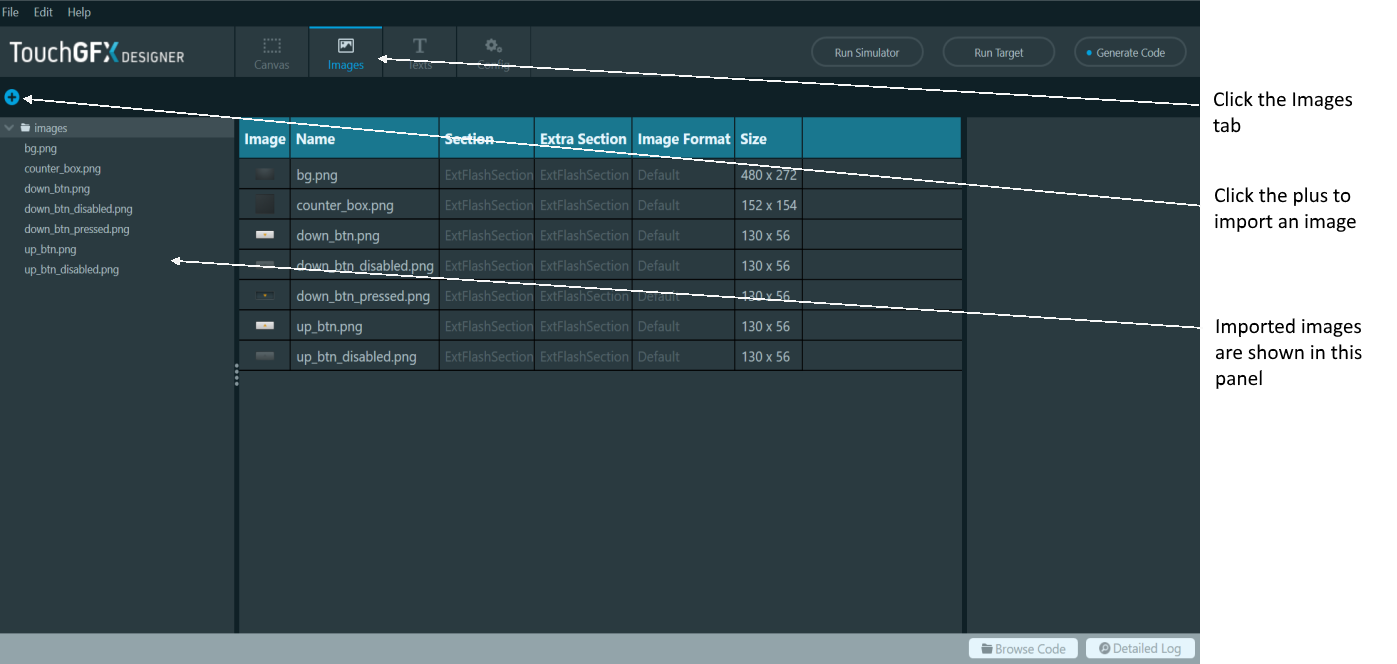 File Edit Help
TouchGFX DESIGNER
Canvas Images Texts Config
Run Simulator Run Target Generate Code
Click the Images
tab
Click the plus to
import an image
Imported images
are shown in this
panel
images
bg.png
counter_box.png
down_btn.png
down_btn_disabled.png
down_btn_pressed.png
up_btn.png
up_btn_disabled.png
Image Name Section Extra Section Image Format Size
bg.png ExtFlashSection ExtFlashSection Default 480 x 272
counter_box.png ExtFlashSection ExtFlashSection Default 152 x 154
down_btn.png ExtFlashSection ExtFlashSection Default 130 x 56
down_btn_disabled.png ExtFlashSection ExtFlashSection Default 130 x 56
down_btn_pressed.png ExtFlashSection ExtFlashSection Default 130 x 56
up_btn.png ExtFlashSection ExtFlashSection Default 130 x 56
up_btn_disabled.png ExtFlashSection ExtFlashSection Default 130 x 56
Browse Code Detailed Log